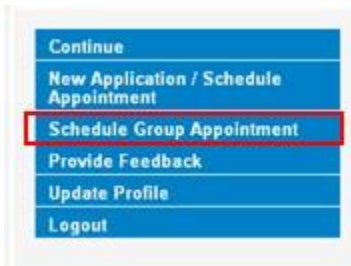 Continue
New Application / Schedule
Appointment
Schedule Group Appointment
Provide Feedback
Update Profile
Logout